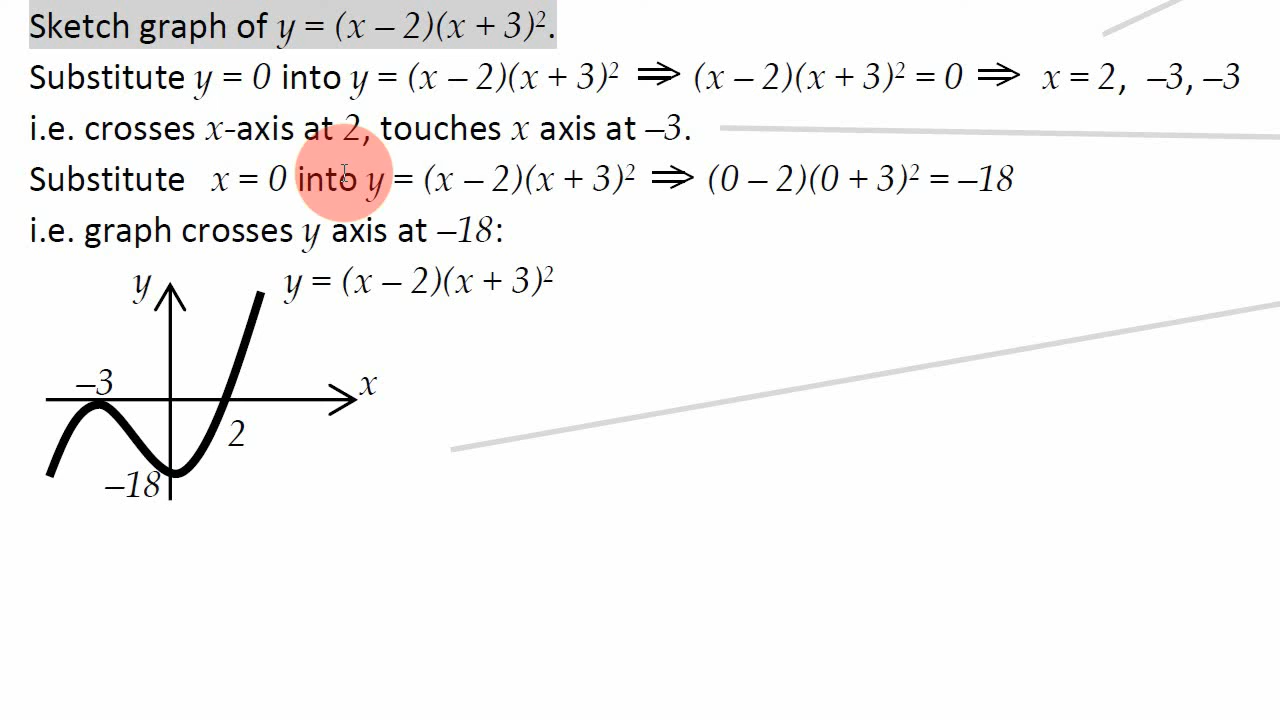 Sketch graph of y = (x – 2)(x + 3)².
Substitute y = 0 into y = (x – 2)(x + 3)² ⇒ (x – 2)(x + 3)² = 0 ⇒ x = 2, –3, –3
i.e. crosses x-axis at 2, touches x axis at –3.
Substitute x = 0 into y = (x – 2)(x + 3)² ⇒ (0 – 2)(0 + 3)² = –18
i.e. graph crosses y axis at –18:
y y = (x – 2)(x + 3)²
–3 x
2
–18